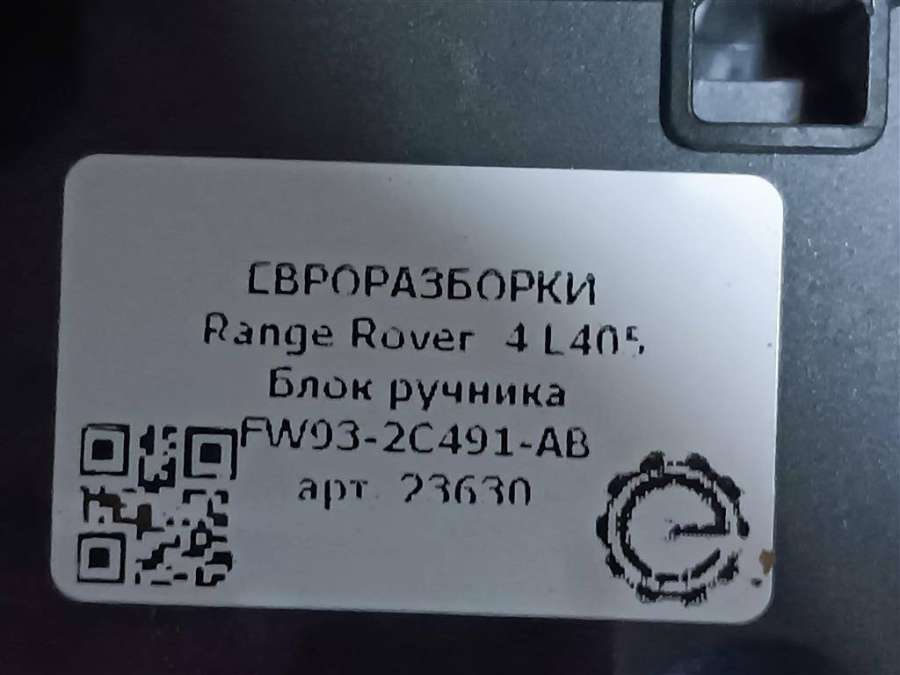 ЕВРОРАЗБОРКИ
Range Rover 4 L405
Блок ручника
FW93-2C491-AB
арт. 23630